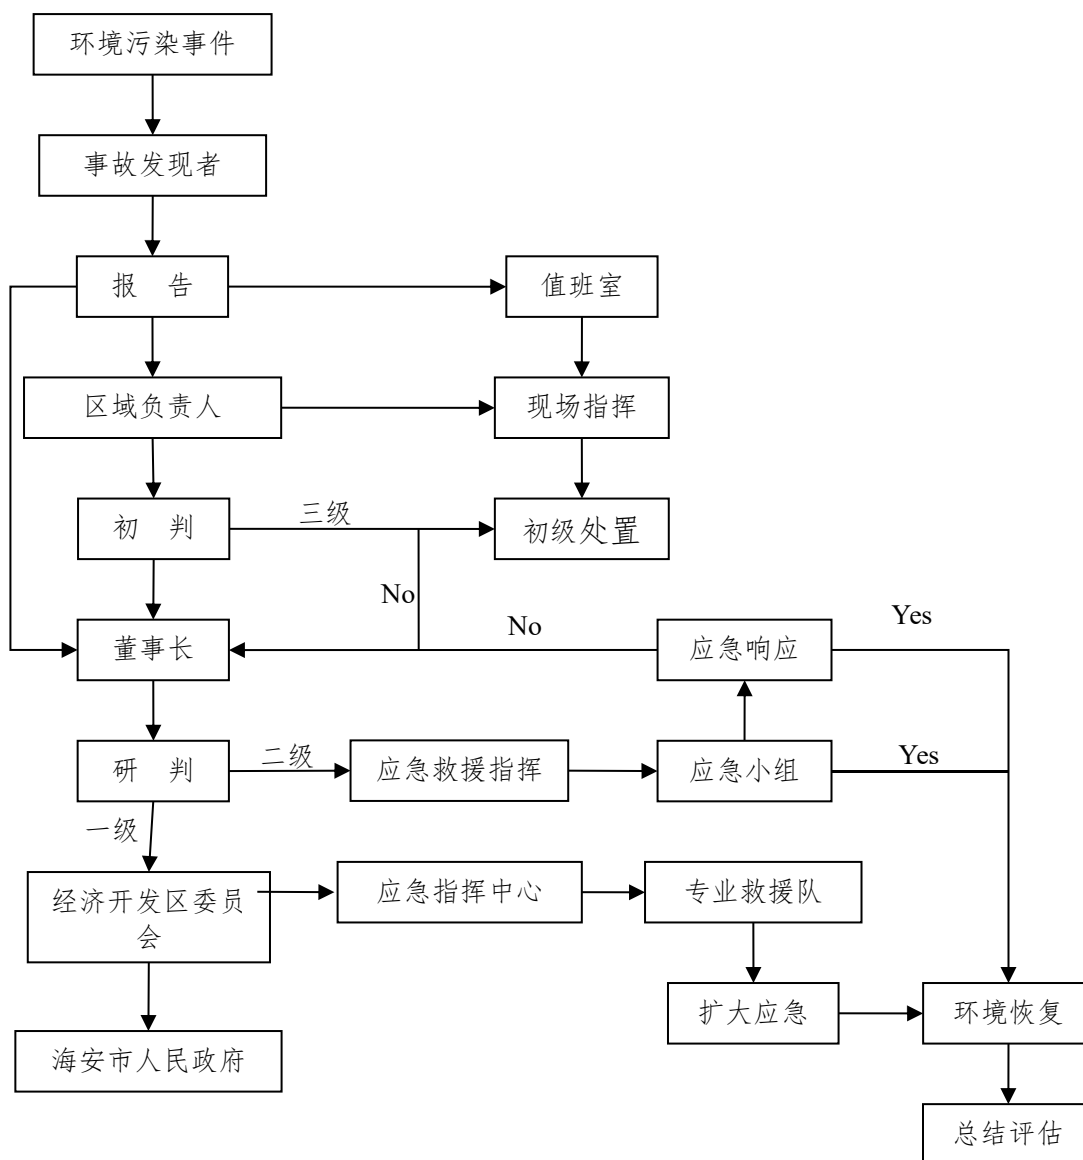 环境污染事件
事故发现者
报 告
值班室
区域负责人
现场指挥
初 判
三级
初级处置
No
董事长
No
应急响应
Yes
研 判
二级
应急救援指挥
应急小组
Yes
一级
经济开发区委员
会
应急指挥中心
专业救援队
扩大应急
环境恢复
海安市人民政府
总结评估